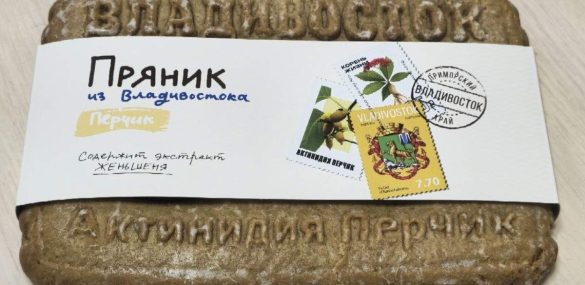 ВЛАДИВОСТОК
Пряник
из Владивостока
Перчик
Содержит экстракт
женьшеня
КОРЕНЬ
ЖИЗНИ
АКТИНИДИЯ ПЕРЧИК
VLADIVOSTOK
7.70
ПРИМОРСКИЙ
ВЛАДИВОСТОК
КРАЙ
Актинидия Перчик